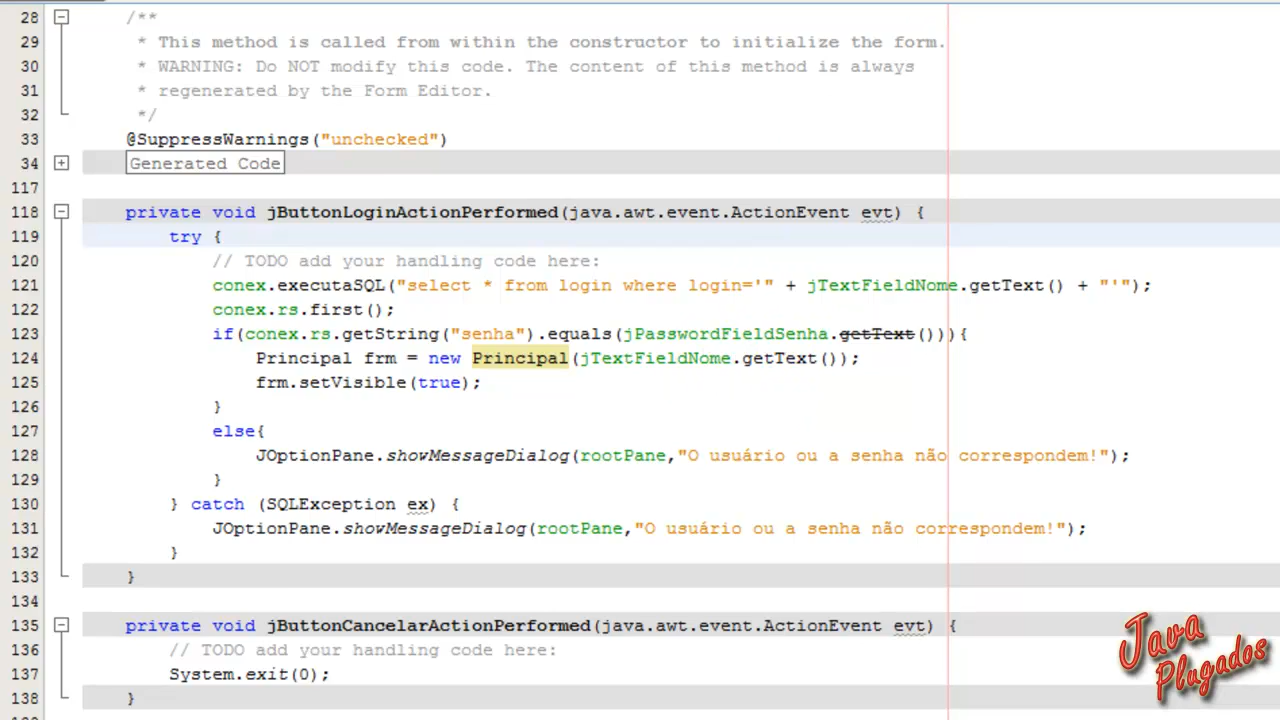 28 /**
29 * This method is called from within the constructor to initialize the form.
30 * WARNING: Do NOT modify this code. The content of this method is always
31 * regenerated by the Form Editor.
32 */
33 @SuppressWarnings("unchecked")
34 Generated Code
117
118 private void jButtonLoginActionPerformed(java.awt.event.ActionEvent evt) {
119 try {
120 // TODO add your handling code here:
121 conex.executaSQL("select * from login where login='" + jTextFieldNome.getText() + "'");
122 conex.rs.first();
123 if(conex.rs.getString("senha").equals(jPasswordFieldSenha.getText())){
124 Principal frm = new Principal(jTextFieldNome.getText());
125 frm.setVisible(true);
126 }
127 else{
128 JOptionPane.showMessageDialog(rootPane,"O usuário ou a senha não correspondem!");
129 }
130 } catch (SQLException ex) {
131 JOptionPane.showMessageDialog(rootPane,"O usuário ou a senha não correspondem!");
132 }
133 }
134
135 private void jButtonCancelarActionPerformed(java.awt.event.ActionEvent evt) {
136 // TODO add your handling code here:
137 System.exit(0);
138 }
Java
Plugados